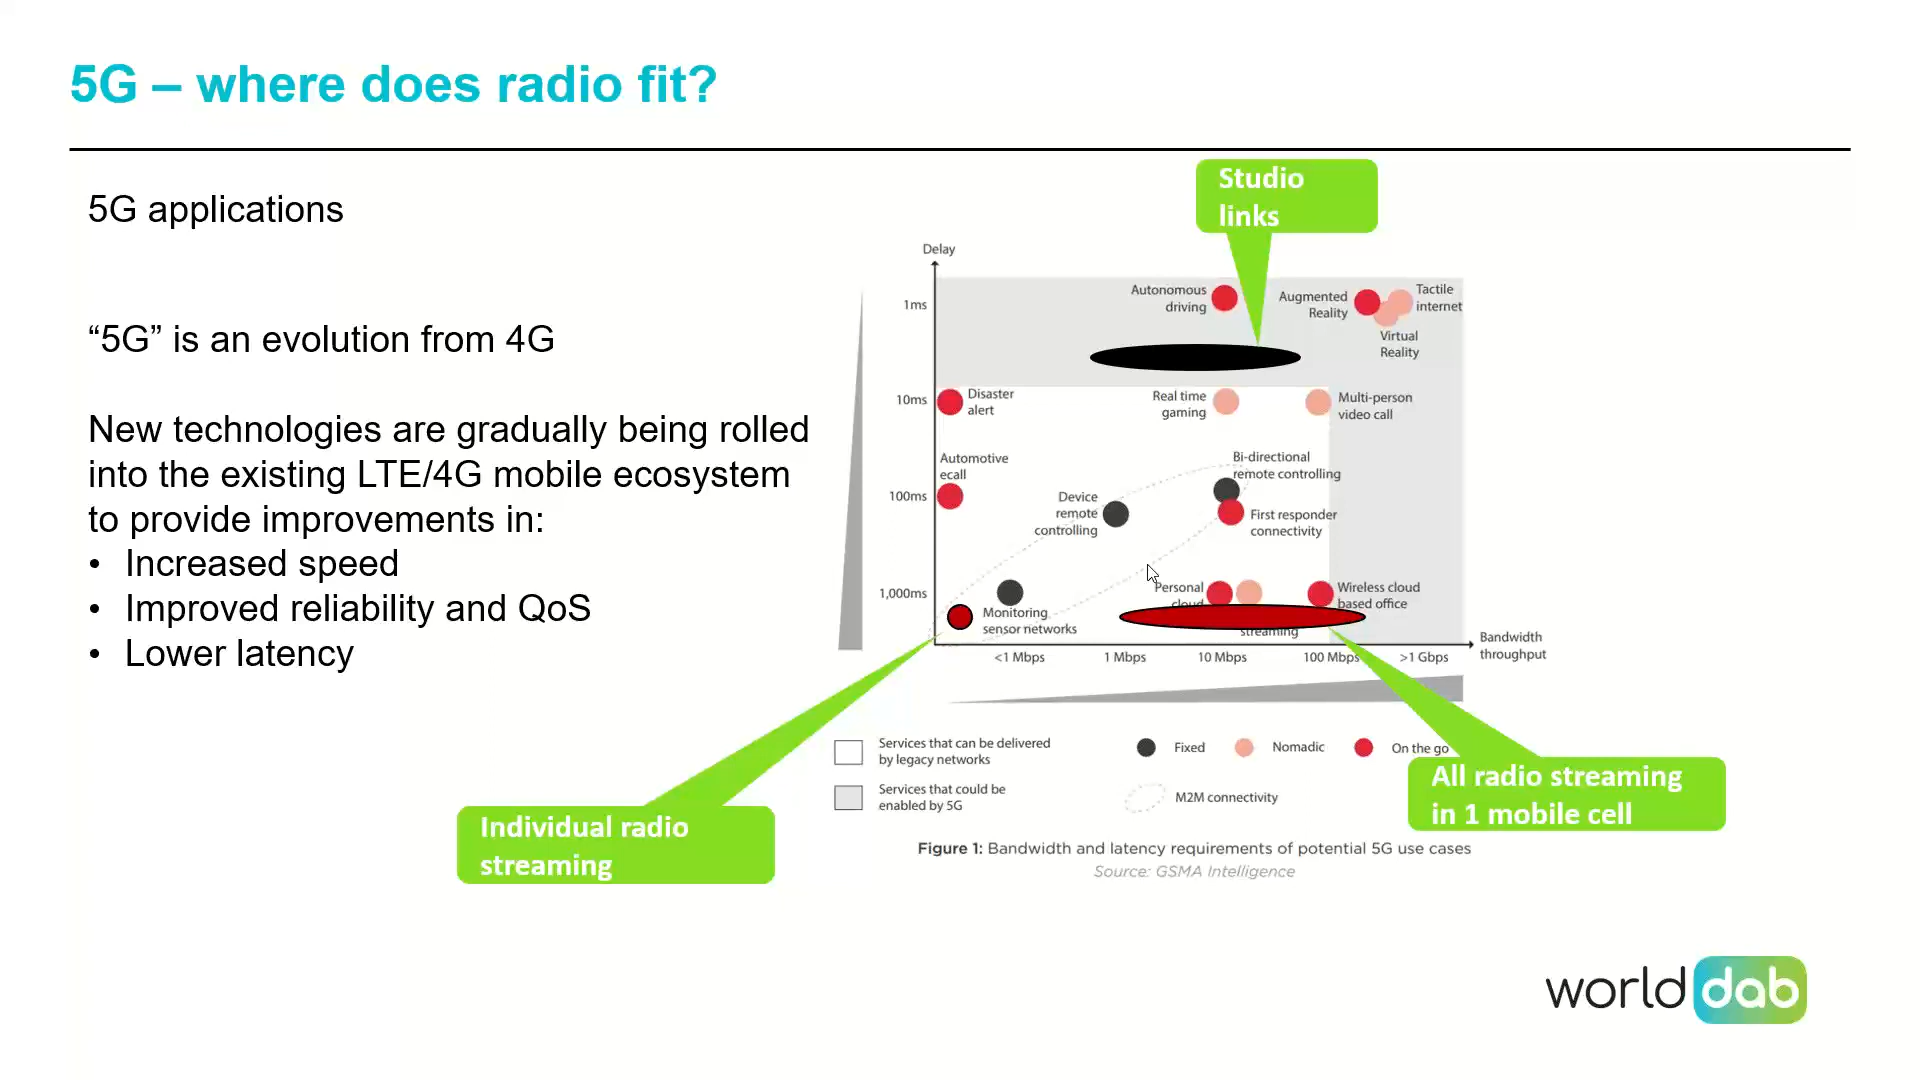 5G – where does radio fit?
5G applications
“5G” is an evolution from 4G
New technologies are gradually being rolled
into the existing LTE/4G mobile ecosystem
to provide improvements in:
• Increased speed
• Improved reliability and QoS
• Lower latency
Studio
links
Delay
1ms
10ms
100ms
1,000ms
Autonomous
driving
Augmented
Reality
Tactile
internet
Virtual
Reality
Disaster
alert
Real time
gaming
Multi-person
video call
Automotive
ecall
Bi-directional
remote controlling
Device
remote
controlling
First responder
connectivity
Personal
cloud
Wireless cloud
based office
Monitoring
sensor networks
streaming
<1 Mbps
1 Mbps
10 Mbps
100 Mbps
>1 Gbps
Bandwidth
throughput
Services that can be delivered
by legacy networks
Services that could be
enabled by 5G
Fixed
Nomadic
On the go
M2M connectivity
Individual radio
streaming
All radio streaming
in 1 mobile cell
Figure 1: Bandwidth and latency requirements of potential 5G use cases
Source: GSMA Intelligence
world dab